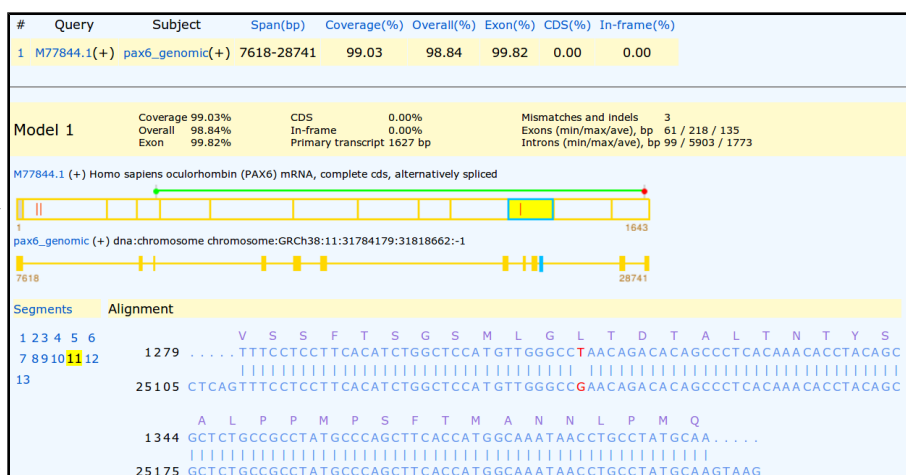 # Query Subject Span(bp) Coverage(%) Overall(%) Exon(%) CDS(%) In-frame(%)
1 M77844.1(+) pax6_genomic(+) 7618-28741 99.03 98.84 99.82 0.00 0.00
Model 1
Coverage 99.03% CDS 0.00% Mismatches and indels 3
Overall 98.84% In-frame 0.00% Exons (min/max/ave), bp 61 / 218 / 135
Exon 99.82% Primary transcript 1627 bp Introns (min/max/ave), bp 99 / 5903 / 1773
M77844.1 (+) Homo sapiens oculorhombin (PAX6) mRNA, complete cds, alternatively spliced
1 1643
pax6_genomic (+) dna:chromosome chromosome:GRCh38:11:31784179:31818662:-1
7618 28741
Segments Alignment
1 2 3 4 5 6
7 8 9 10 11 12
13
V S S F T S G S M L G L T D T A L T N T Y S
1279 .....TTTCCTCCTTCACATCTGGCTCCATGTTGGGCCTAACAGACACAGCCCTCACAAACACCTACAGC
25105 CTCAGTTTCCTCCTTCACATCTGGCTCCATGTTGGGCCGAACAGACACAGCCCTCACAAACACCTACAGC
A L P P M P S F T M A N N L P M Q
1344 GCTCTGCCGCCTATGCCCAGCTTCACCATGGCAAATAACCTGCCTATGCAA.....
25175 GCTCTGCCGCCTATGCCCAGCTTCACCATGGCAAATAACCTGCCTATGCAAGTAAG